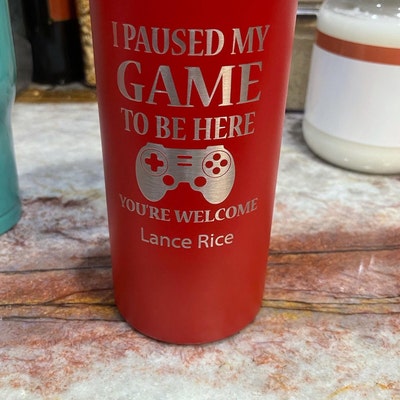 I PAUSED MY
GAME
TO BE HERE
YOU'RE WELCOME
Lance Rice